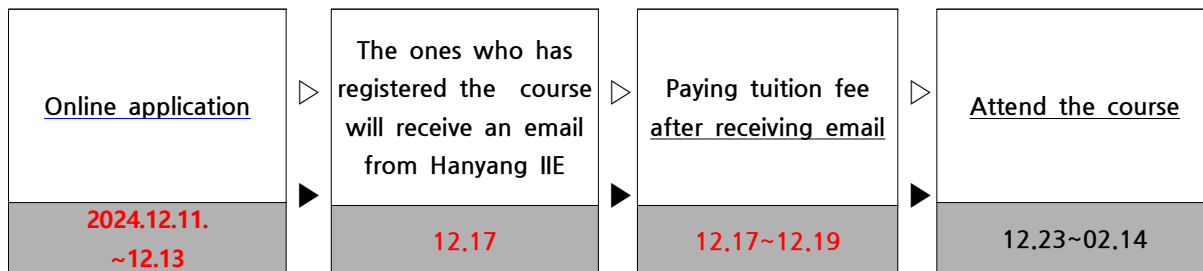 Online application
The ones who has
registered the course
will receive an email
from Hanyang IIE
Paying tuition fee
after receiving email
Attend the course
2024.12.11.
~12.13
12.17
12.17~12.19
12.23~02.14